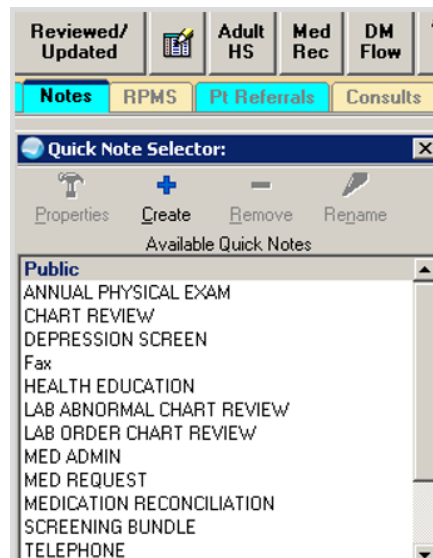 Reviewed/ Updated
Adult HS
Med Rec
DM Flow
Notes RPMS Pt Referrals Consults
Quick Note Selector:
Properties Create Remove Rename
Available Quick Notes
Public
ANNUAL PHYSICAL EXAM
CHART REVIEW
DEPRESSION SCREEN
Fax
HEALTH EDUCATION
LAB ABNORMAL CHART REVIEW
LAB ORDER CHART REVIEW
MED ADMIN
MED REQUEST
MEDICATION RECONCILIATION
SCREENING BUNDLE
TELEPHONE